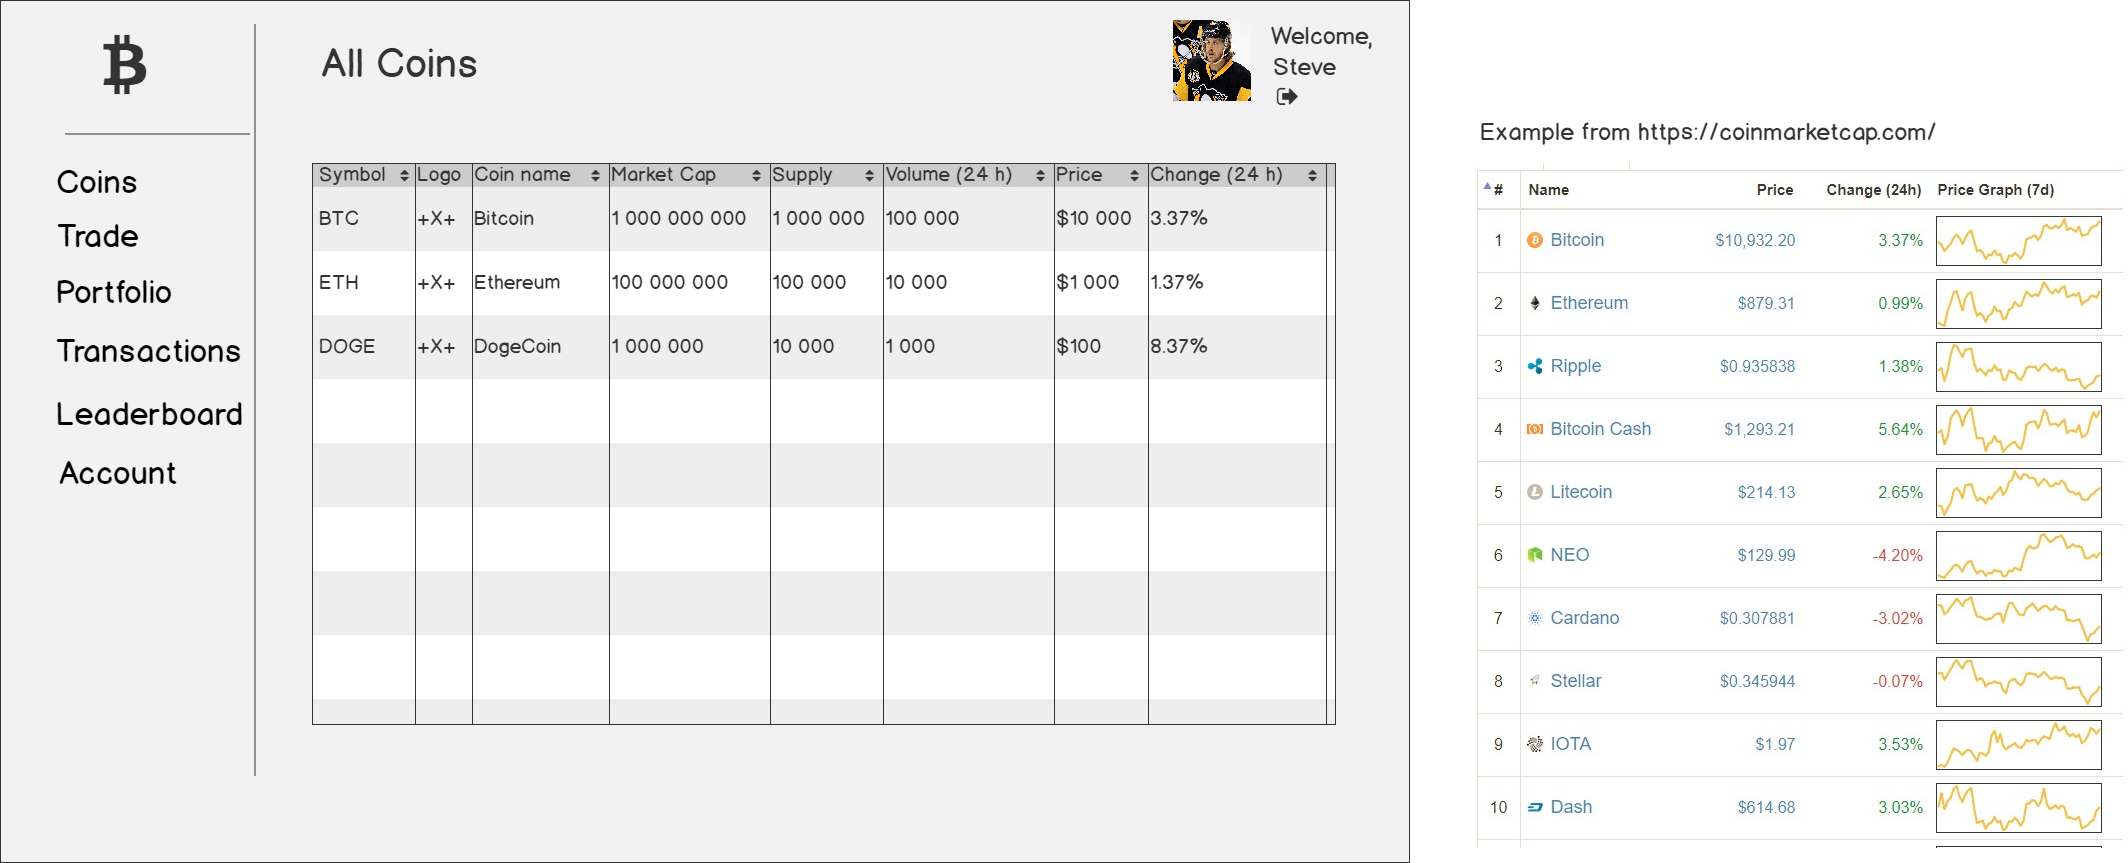 All Coins
Welcome,
Steve
Coins
Trade
Portfolio
Transactions
Leaderboard
Account
Symbol Logo Coin name Market Cap Supply Volume (24 h) Price Change (24 h)
BTC +X+ Bitcoin 1 000 000 000 1 000 000 100 000 $10 000 3.37%
ETH +X+ Ethereum 100 000 000 100 000 10 000 $1 000 1.37%
DOGE +X+ DogeCoin 1 000 000 10 000 1 000 $100 8.37%
Example from https://coinmarketcap.com/
# Name Price Change (24h) Price Graph (7d)
1 Bitcoin $10,932.20 3.37%
2 Ethereum $879.31 0.99%
3 Ripple $0.935838 1.38%
4 Bitcoin Cash $1,293.21 5.64%
5 Litecoin $214.13 2.65%
6 NEO $129.99 -4.20%
7 Cardano $0.307881 -3.02%
8 Stellar $0.345944 -0.07%
9 IOTA $1.97 3.53%
10 Dash $614.68 3.03%